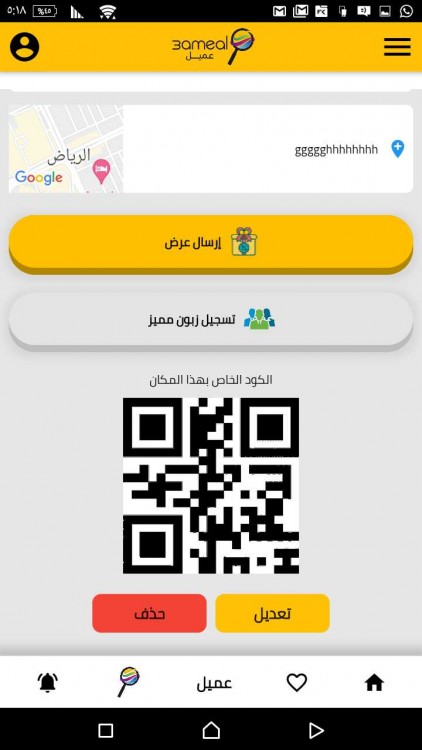 ٥:١٨
%٤٥
3ameal
عميل
الرياض
Google
ggggghhhhhhhh
إرسال عرض
تسجيل زبون مميز
الكود الخاص بهذا المكان
تعديل
حذف
عميل